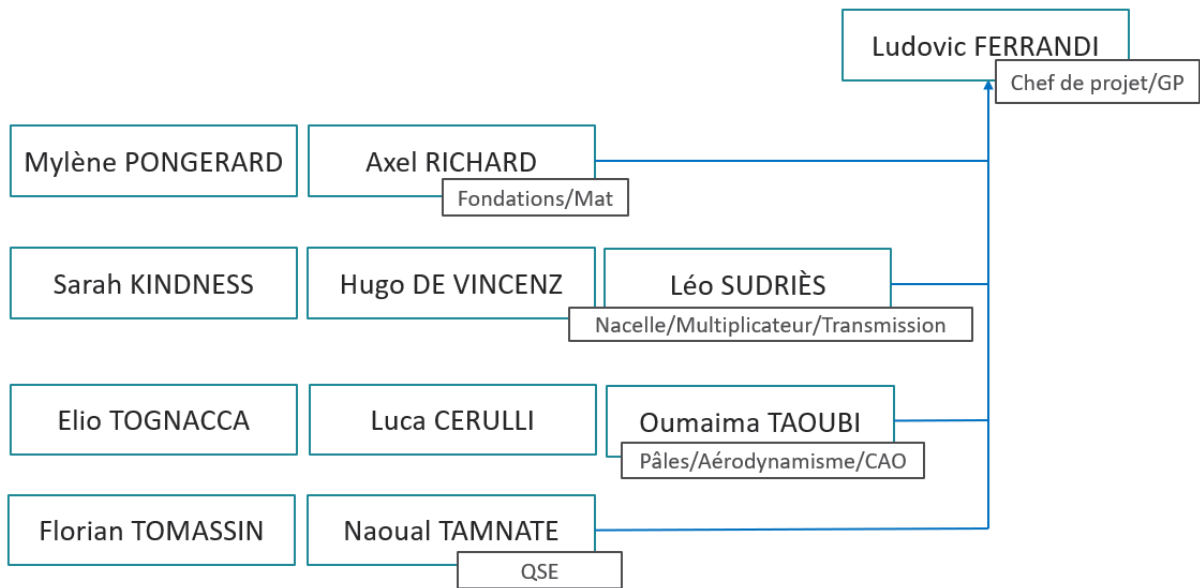 Ludovic FERRANDI
Chef de projet/GP
Mylène PONGERARD
Axel RICHARD
Fondations/Mat
Sarah KINDNESS
Hugo DE VINCENZ
Léo SUDRIÈS
Nacelle/Multiplicateur/Transmission
Elio TOGNACCA
Luca CERULLI
Oumaima TAOUBI
Pâles/Aérodynamisme/CAO
Florian TOMASSIN
Naoual TAMNATE
QSE